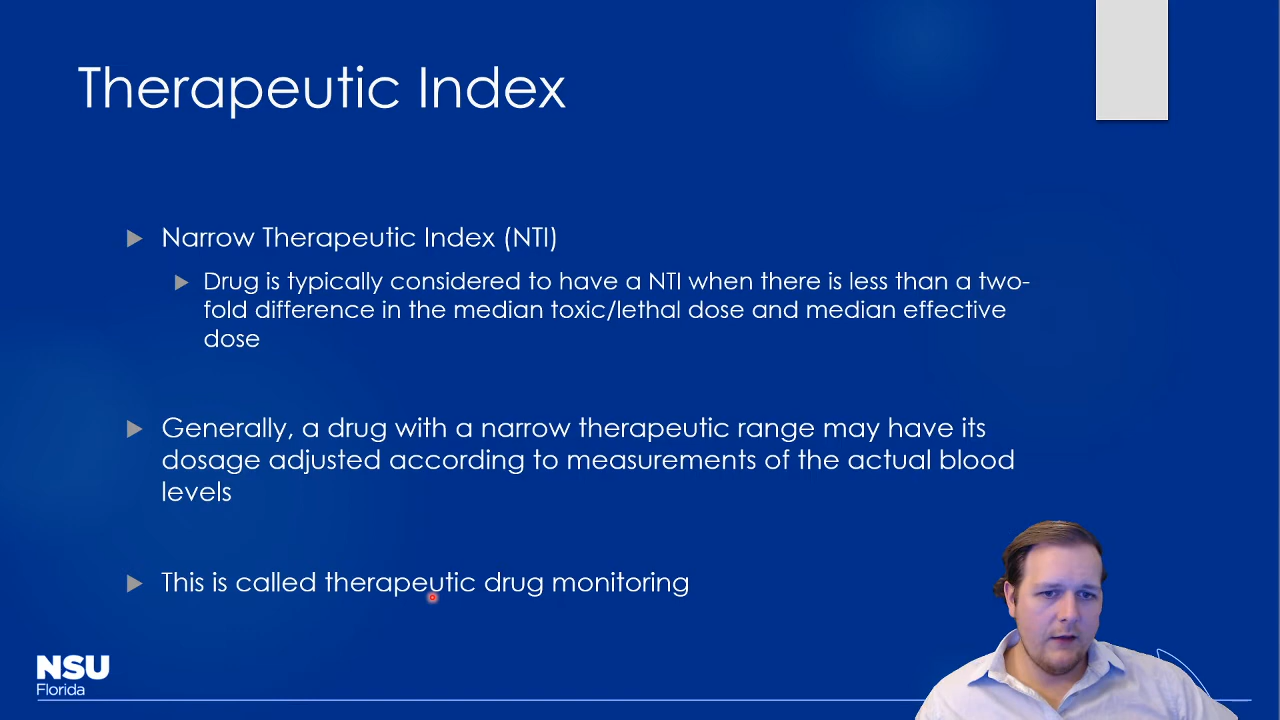 Therapeutic Index
Narrow Therapeutic Index (NTI)
Drug is typically considered to have a NTI when there is less than a two-
fold difference in the median toxic/lethal dose and median effective
dose
Generally, a drug with a narrow therapeutic range may have its
dosage adjusted according to measurements of the actual blood
levels
This is called therapeutic drug monitoring
NSU
Florida